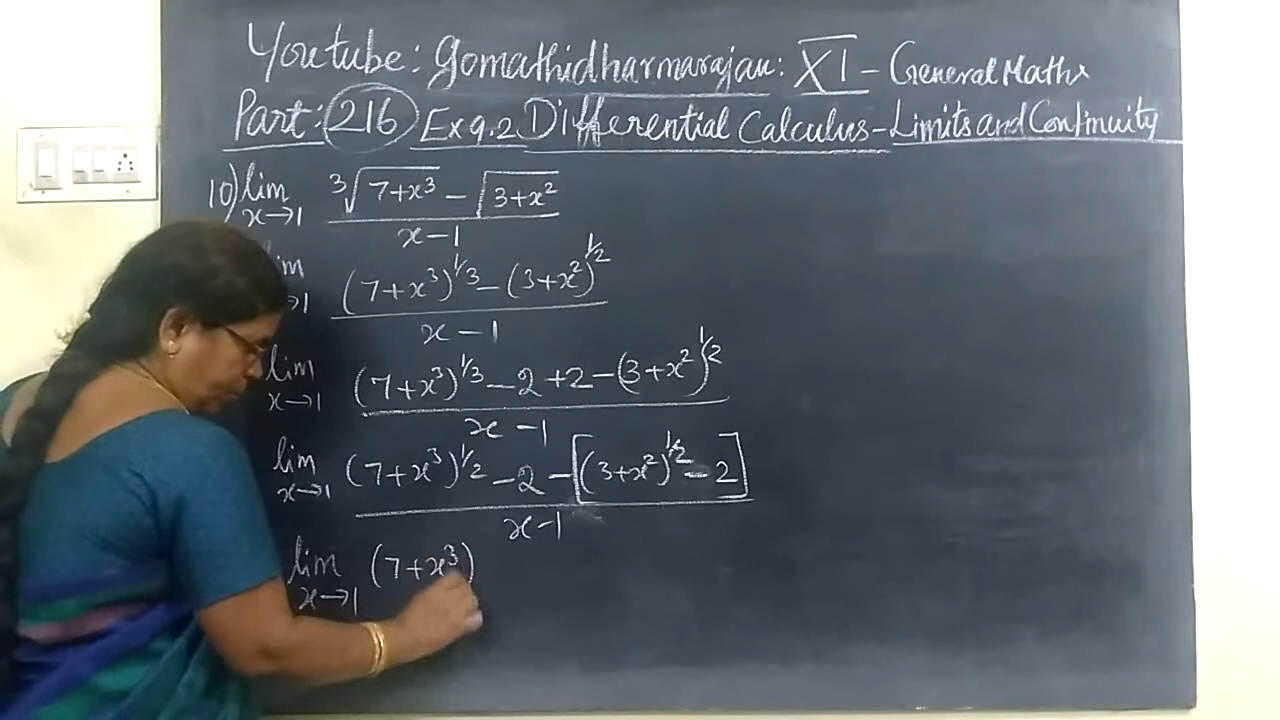 Youtube: Gomathidharmarajan: XI - General Maths
Part: 216 Ex 9.2 Differential Calculus - Limits and Continuity
10) lim x→1 (∛(7+x³) - √(3+x²)) / (x-1)
im →1 ((7+x³)^1/3 - (3+x²)^1/2) / (x-1)
lim x→1 ((7+x³)^1/3 - 2 + 2 - (3+x²)^1/2) / (x-1)
lim x→1 ((7+x³)^1/2 - 2 - [(3+x²)^1/2 - 2]) / (x-1)
lim x→1 (7+x³)